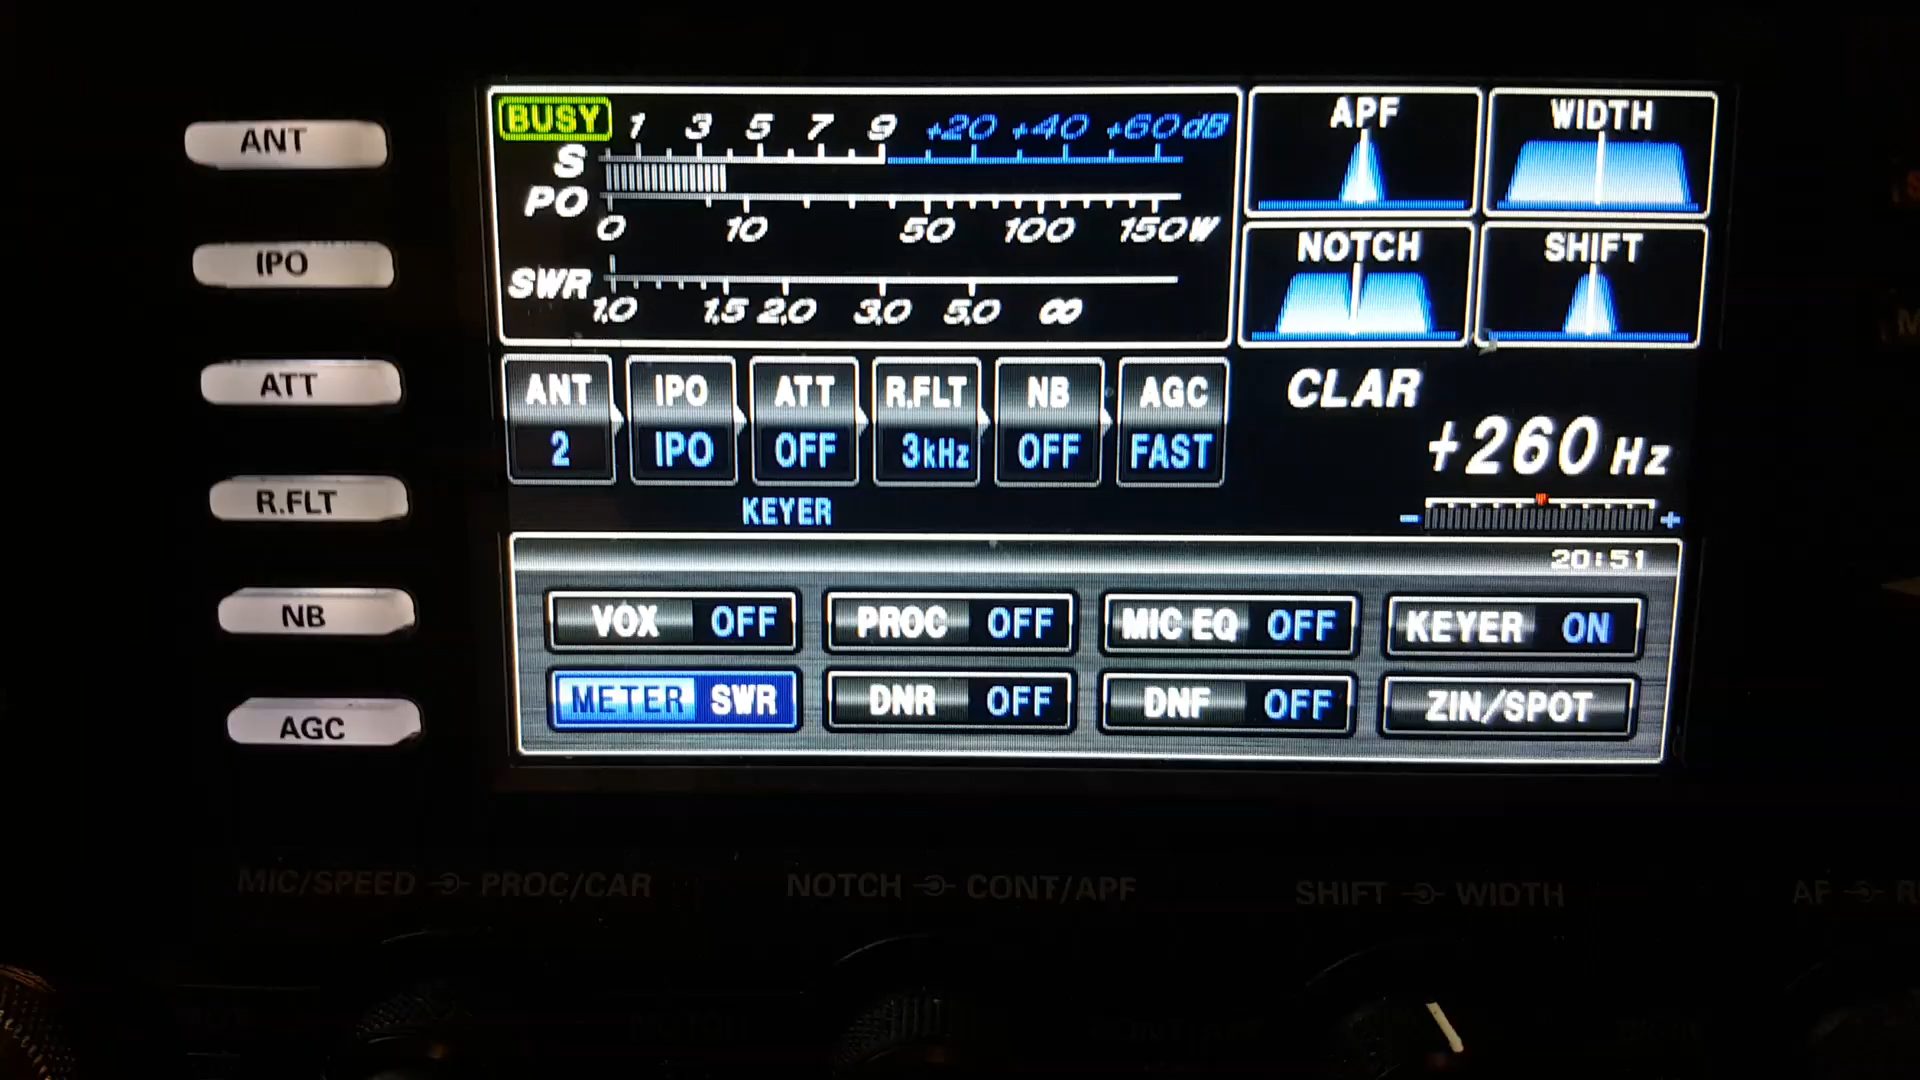 ANT
IPO
ATT
R.FLT
NB
AGC
BUSY 1 3 5 7 9 +20 +40 +60dB
S
PO
0 10 50 100 150W
SWR
1.0 1.5 2.0 3.0 5.0 ∞
APF WIDTH
NOTCH SHIFT
ANT IPO ATT R.FLT NB AGC
2 IPO OFF 3kHz OFF FAST
CLAR
+260 Hz
- +
KEYER
20:51
VOX OFF PROC OFF MIC EQ OFF KEYER ON
METER SWR DNR OFF DNF OFF ZIN/SPOT
MIC/SPEED PROC/CAR NOTCH CONT/APF SHIFT WIDTH AF